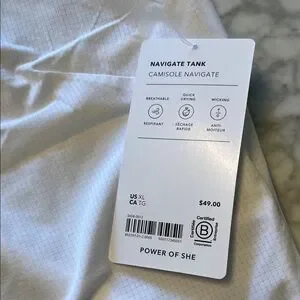 NAVIGATE TANK
CAMISOLE NAVIGATE
BREATHABLE
QUICK
DRYING
WICKING
RESPIRANT
SÉCHAGE
RAPIDE
ANTI-
MOITEUR
US XL
CA TG
$49.00
Certified
B
Corporation
POWER OF SHE